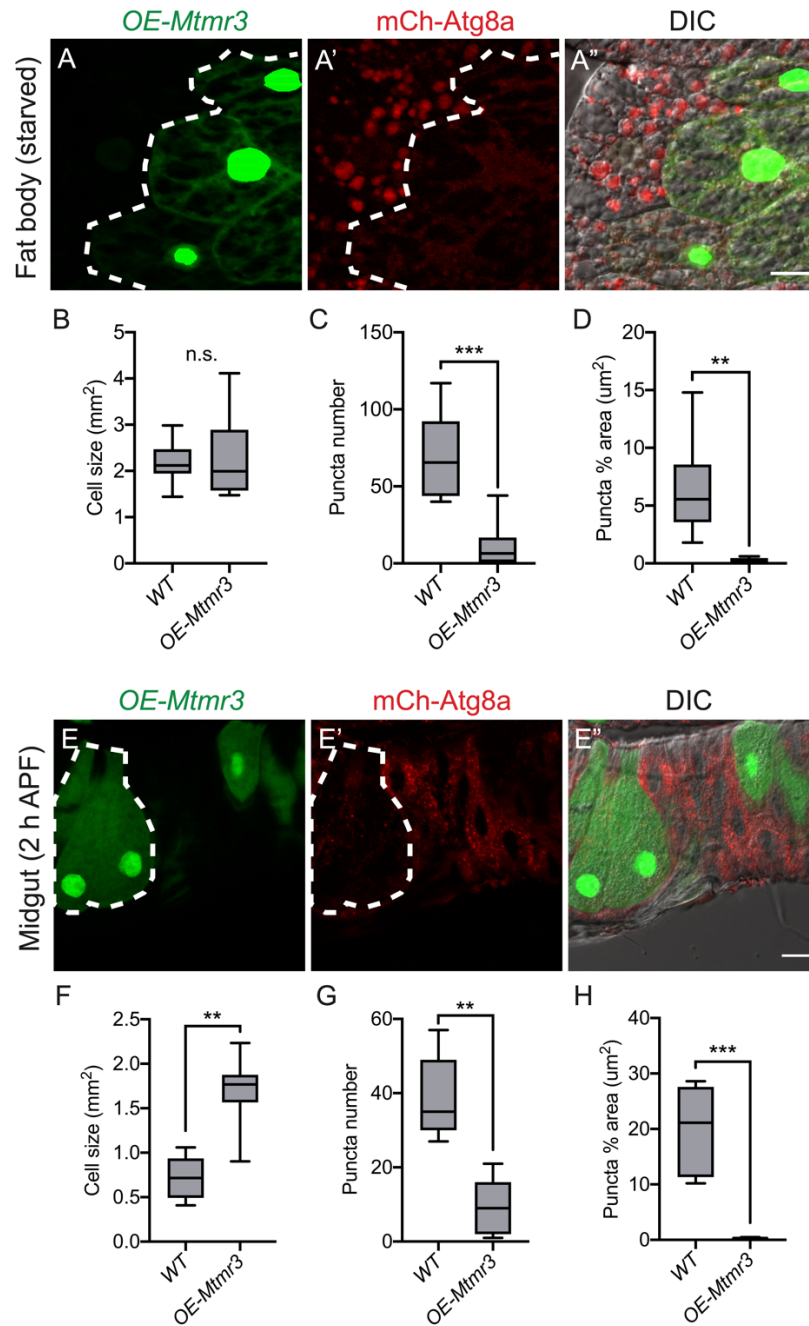 OE-Mtmr3 mCh-Atg8a DIC
Fat body (starved)
A A' A"
B C D
Cell size (mm²)
5
4
3
2
1
0
n.s.
WT OE-Mtmr3
Puncta number
150
100
50
0
***
WT OE-Mtmr3
Puncta % area (um²)
20
15
10
5
0
**
WT OE-Mtmr3
OE-Mtmr3 mCh-Atg8a DIC
Midgut (2 h APF)
E E' E"
F G H
Cell size (mm²)
2.5
2.0
1.5
1.0
0.5
0.0
**
WT OE-Mtmr3
Puncta number
60
40
20
0
**
WT OE-Mtmr3
Puncta % area (um²)
40
30
20
10
0
***
WT OE-Mtmr3